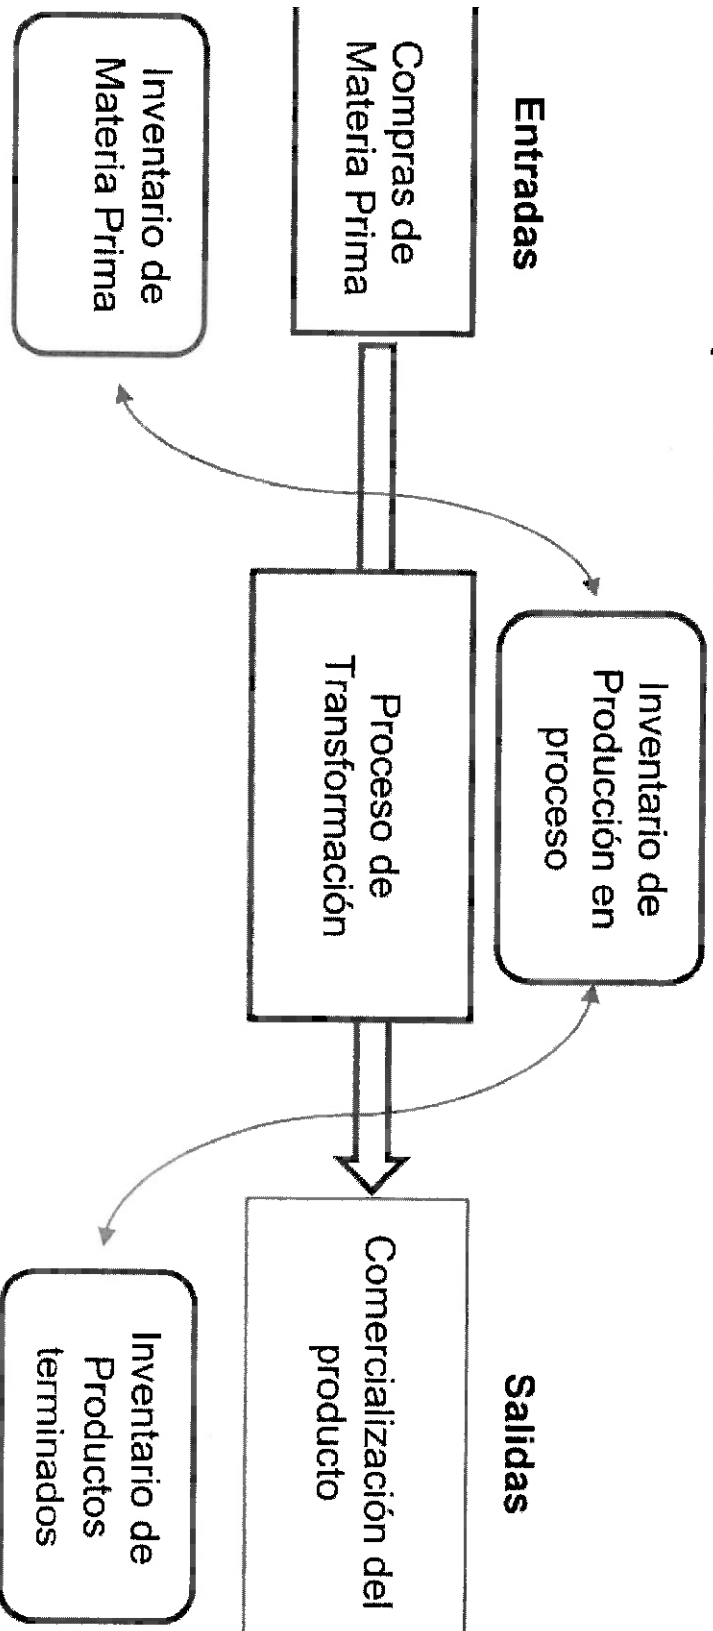 Entradas
Salidas
Inventario de
Producción en
proceso
Compras de
Materia Prima
Proceso de
Transformación
Comercialización del
producto
Inventario de
Materia Prima
Inventario de
Productos
terminados